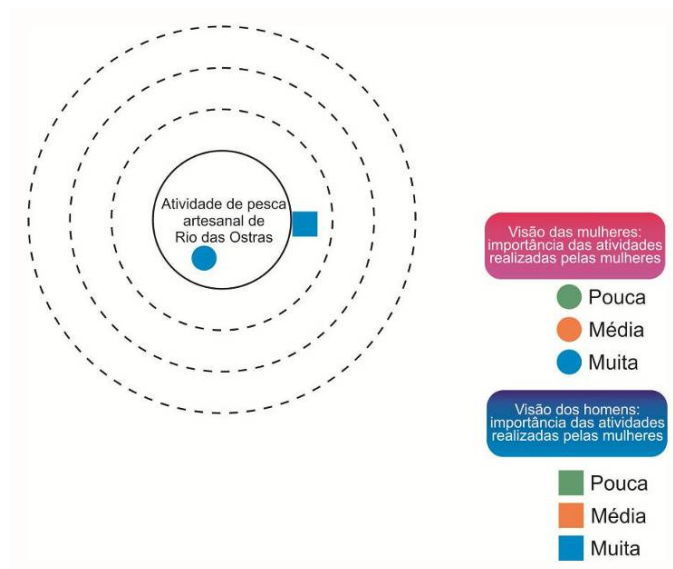 Atividade de pesca
artesanal de
Rio das Ostras
Visão das mulheres:
importância das atividades
realizadas pelas mulheres
Pouca
Média
Muita
Visão dos homens:
importância das atividades
realizadas pelas mulheres
Pouca
Média
Muita